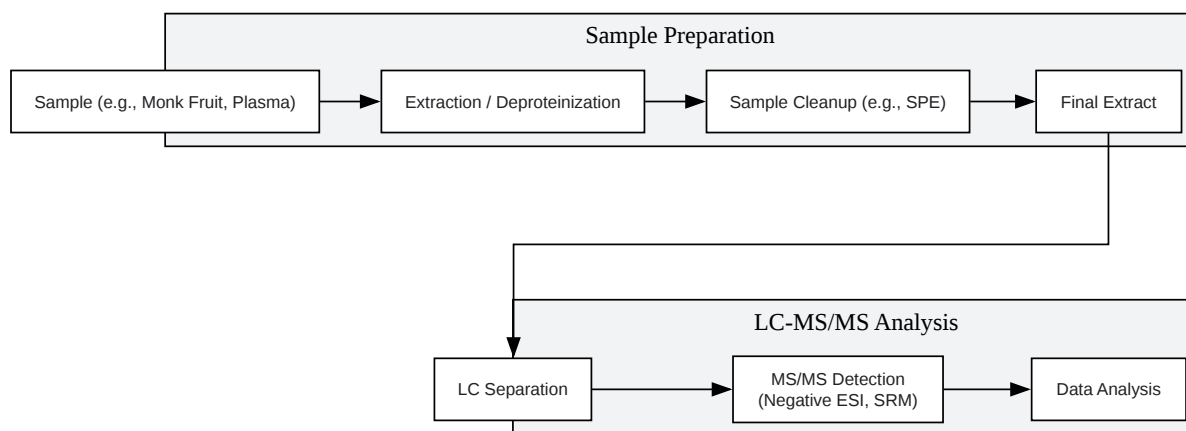 Sample Preparation
Sample (e.g., Monk Fruit, Plasma)
Extraction / Deproteinization
Sample Cleanup (e.g., SPE)
Final Extract
LC-MS/MS Analysis
LC Separation
MS/MS Detection
(Negative ESI, SRM)
Data Analysis